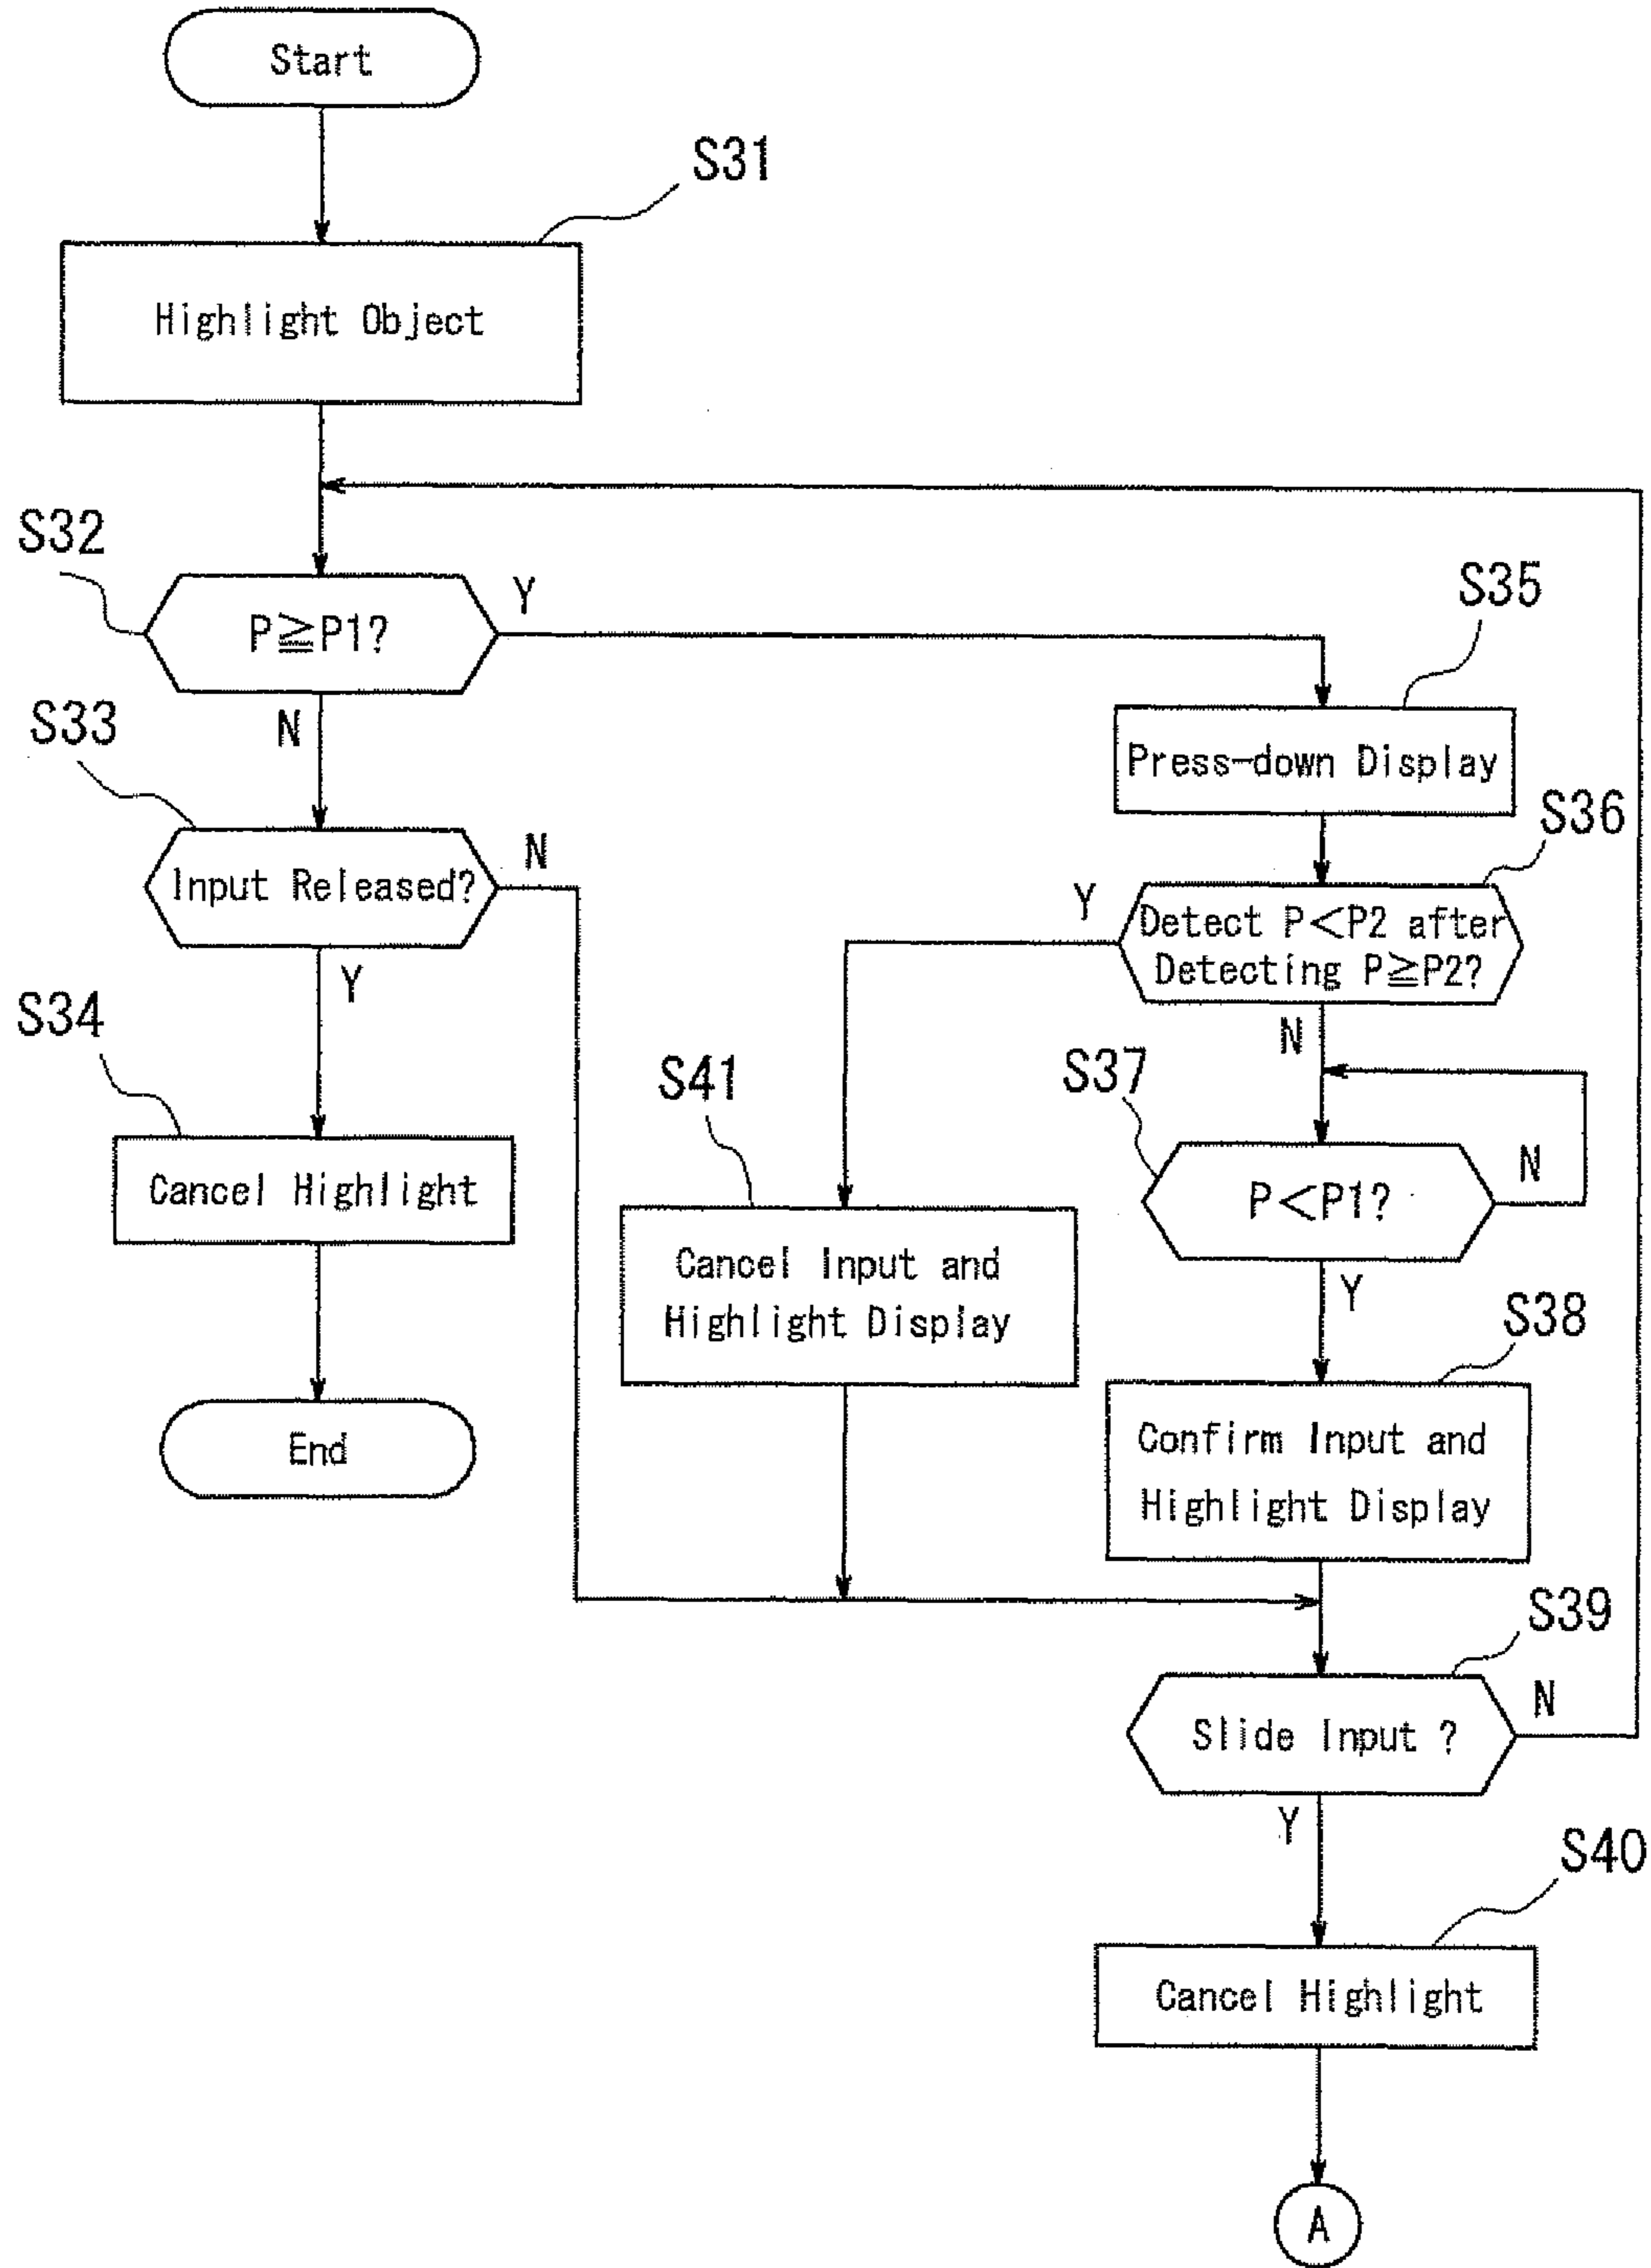 Start
S31
Highlight Object
S32
P≧P1?
Y
N
S33
Input Released?
N
Y
S34
Cancel Highlight
End
S35
Press-down Display
S36
Detect P<P2 after
Detecting P≧P2?
Y
N
S41
Cancel Input and
Highlight Display
S37
P<P1?
N
Y
S38
Confirm Input and
Highlight Display
S39
Slide Input ?
N
Y
S40
Cancel Highlight
A